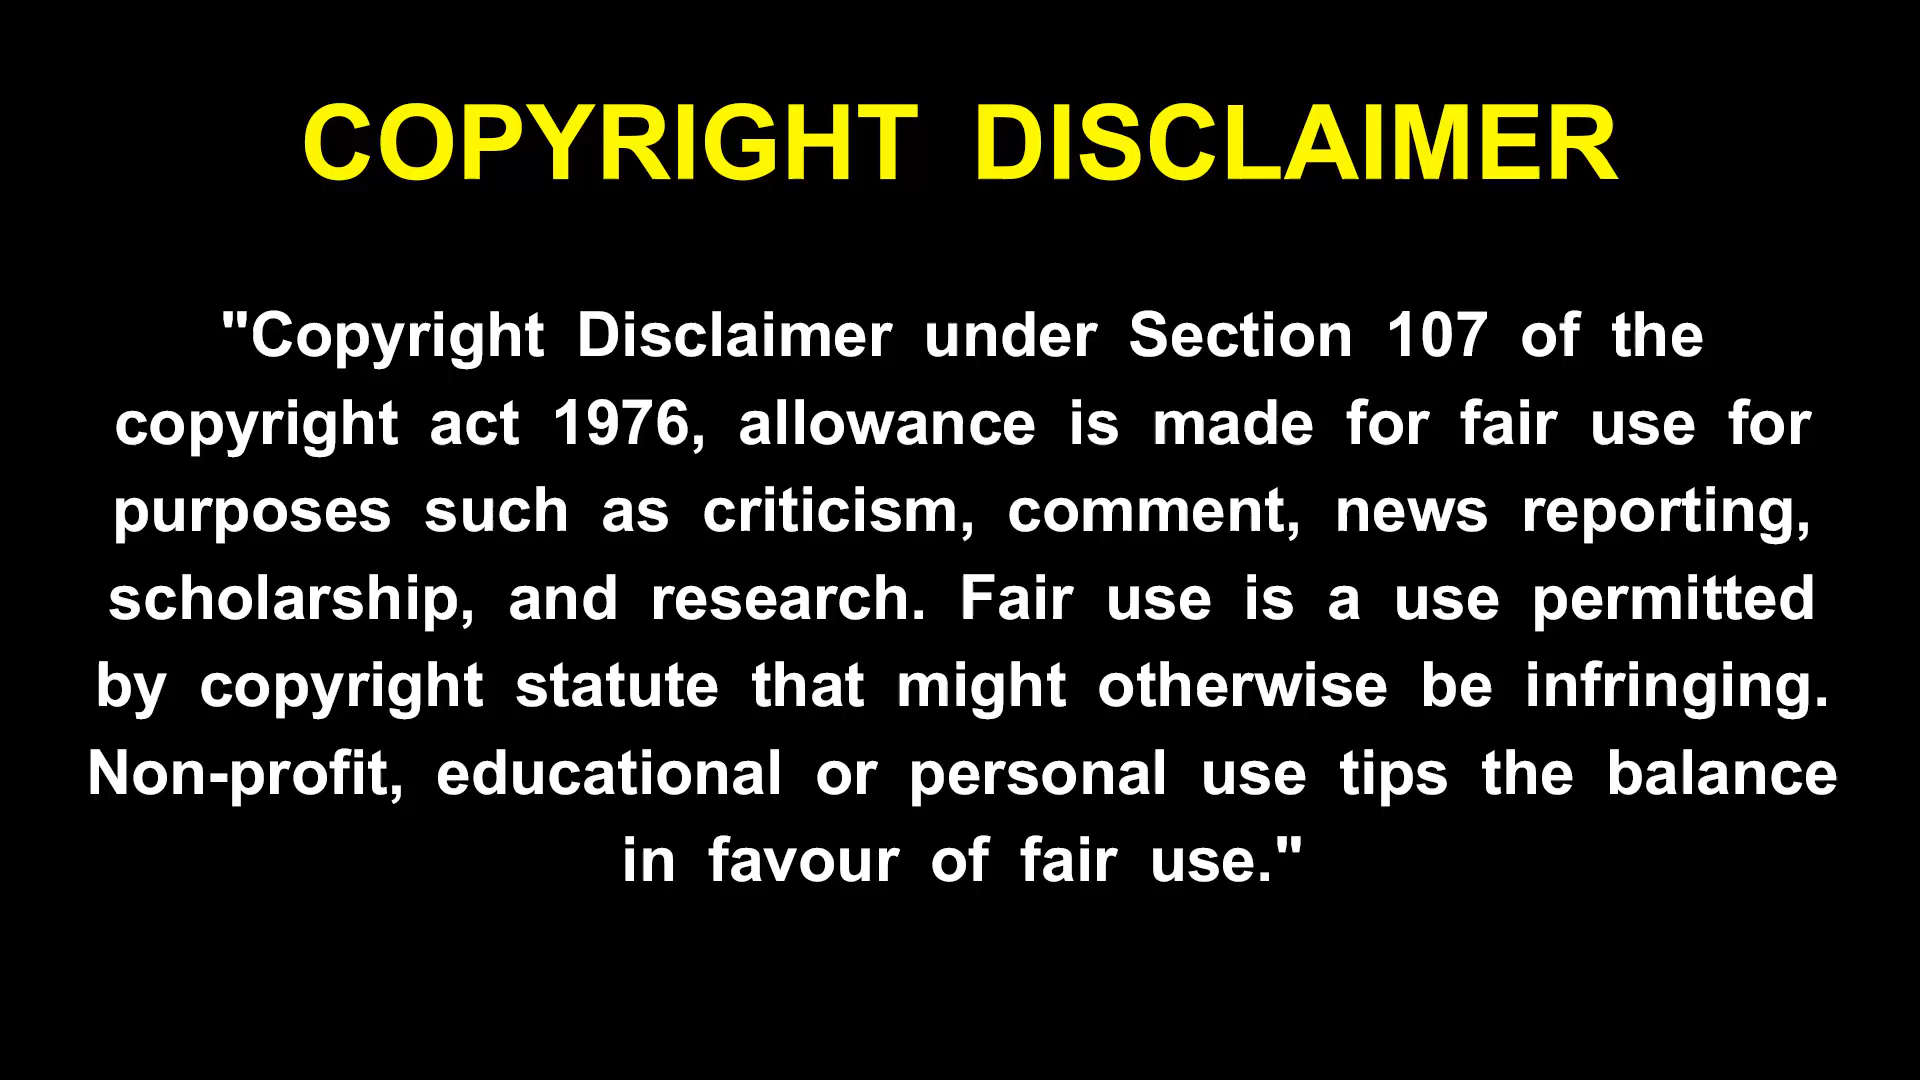 COPYRIGHT DISCLAIMER
"Copyright Disclaimer under Section 107 of the
copyright act 1976, allowance is made for fair use for
purposes such as criticism, comment, news reporting,
scholarship, and research. Fair use is a use permitted
by copyright statute that might otherwise be infringing.
Non-profit, educational or personal use tips the balance
in favour of fair use."